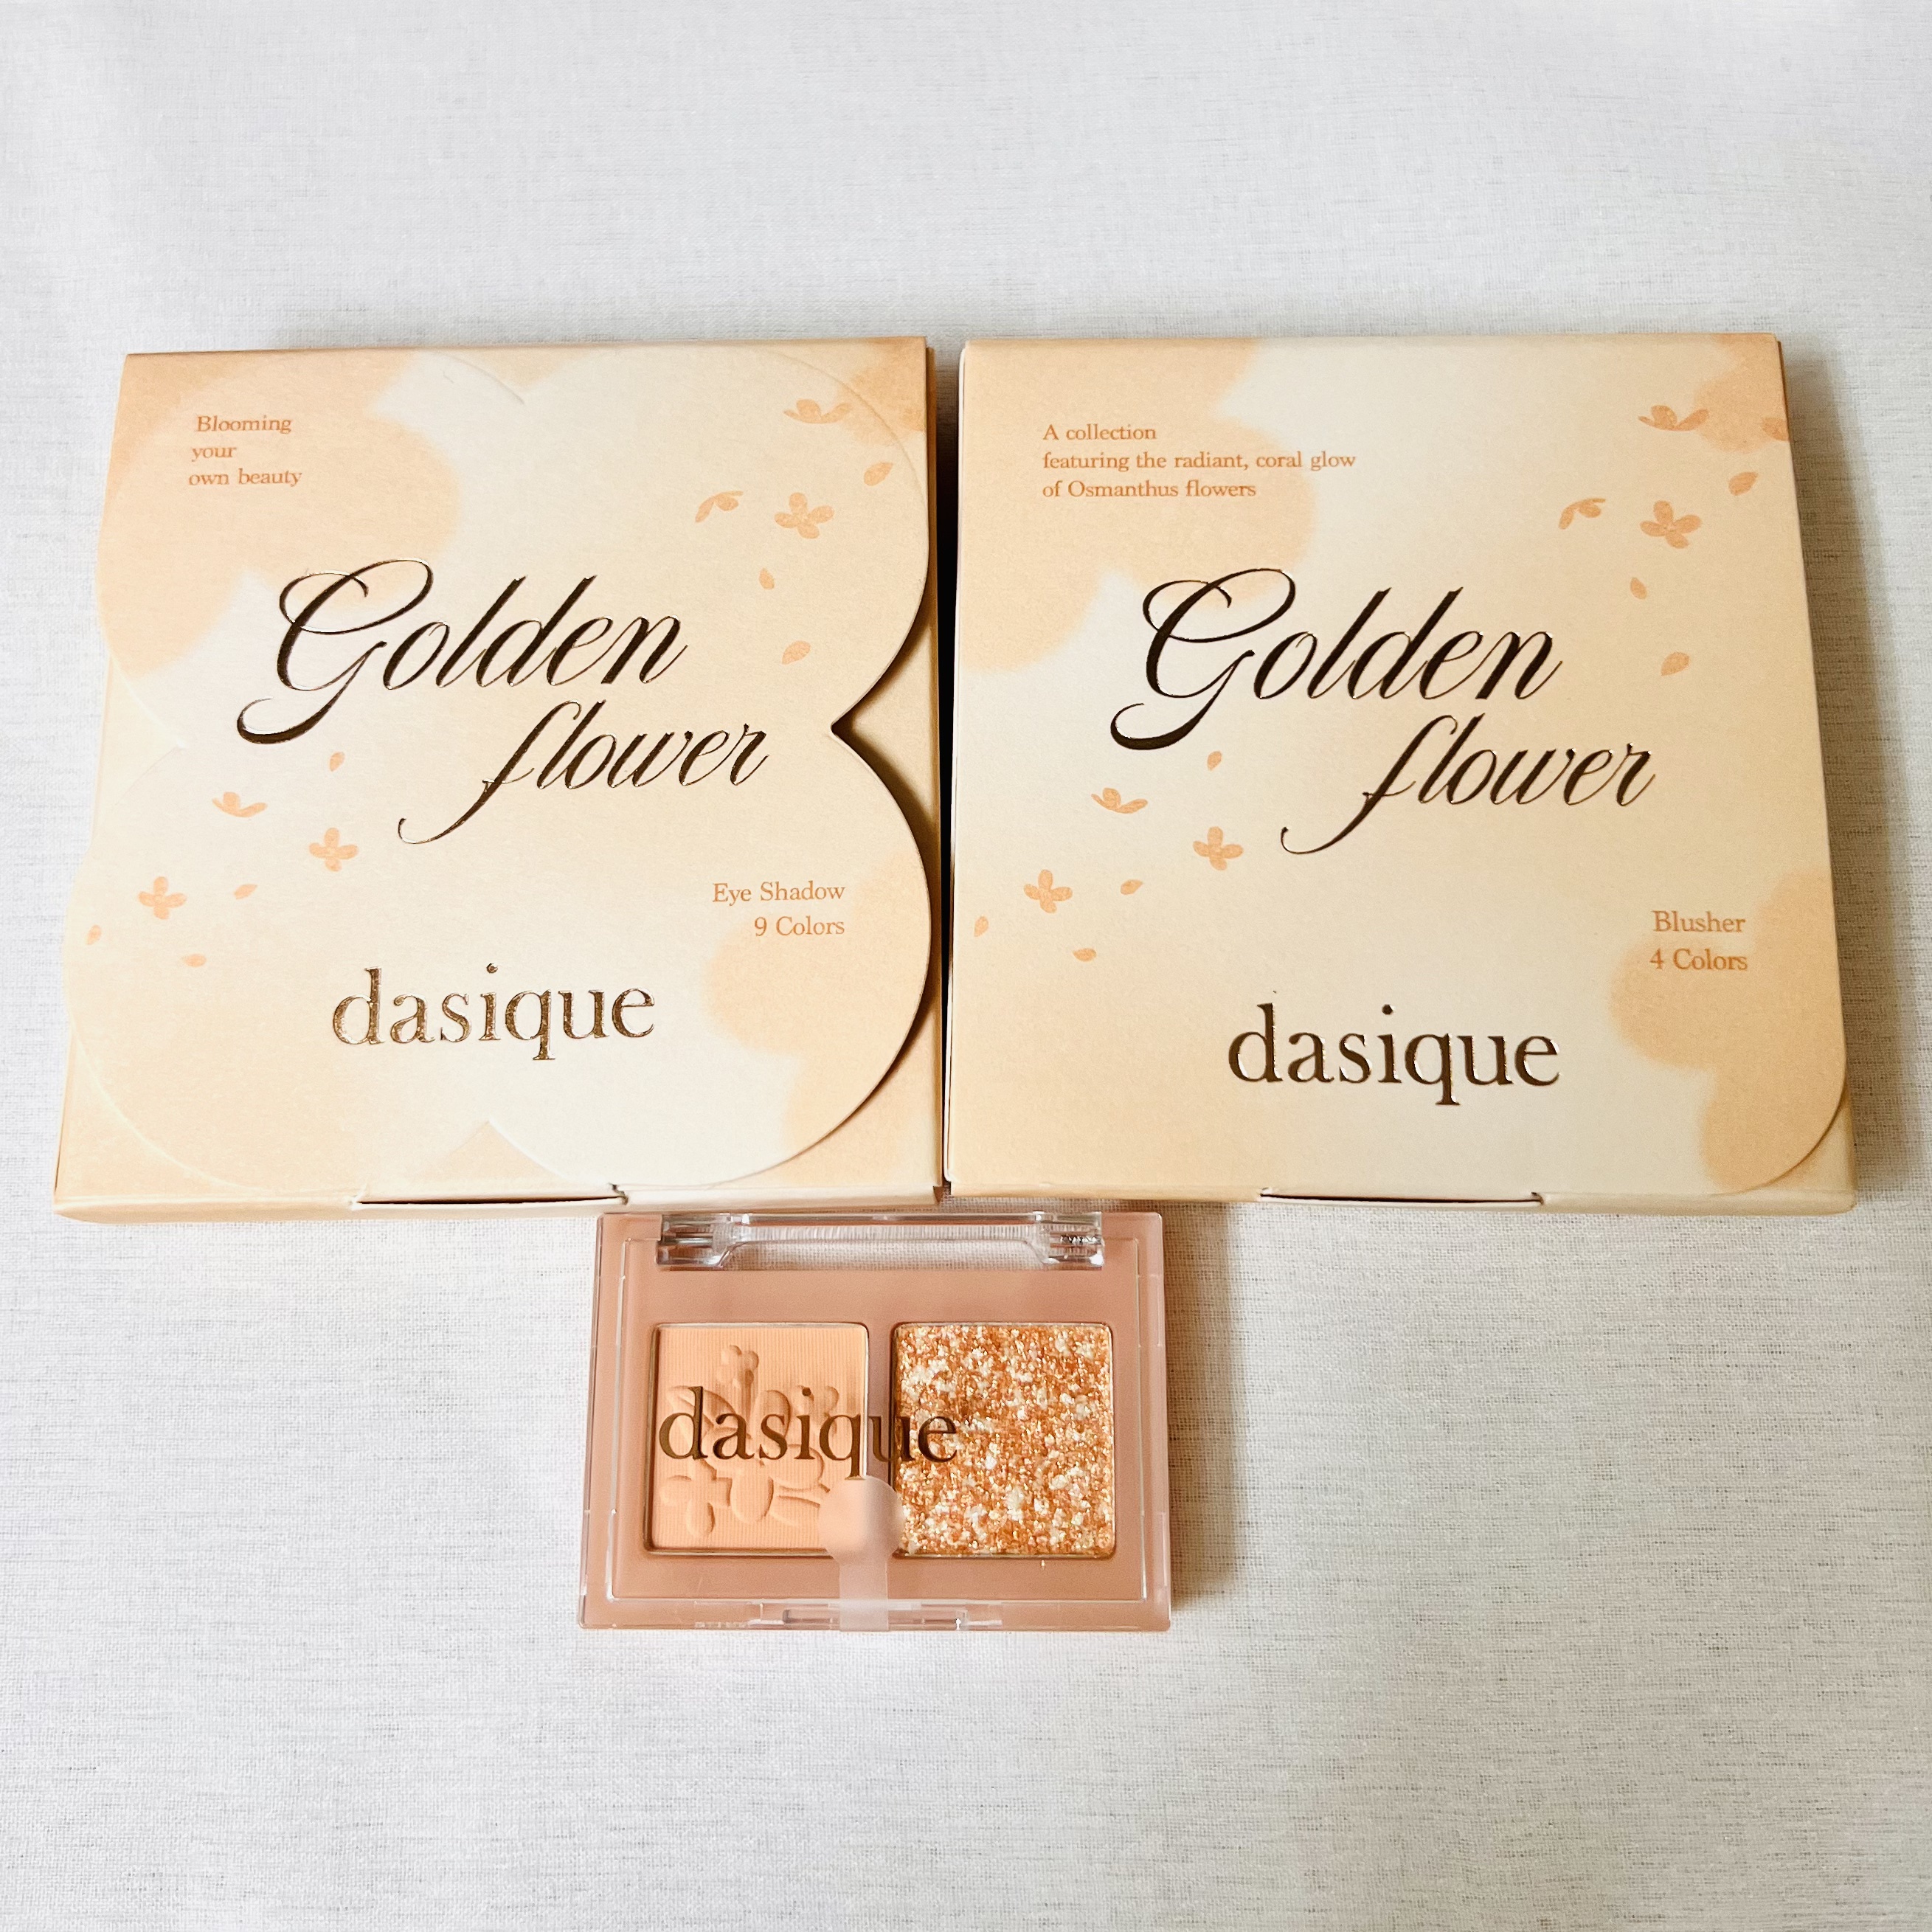 Blooming
your
own beauty
Golden
flower
Eye Shadow
9 Colors
dasique
A collection
featuring the radiant, coral glow
of Osmanthus flowers
Golden
flower
Blusher
4 Colors
dasique
dasique